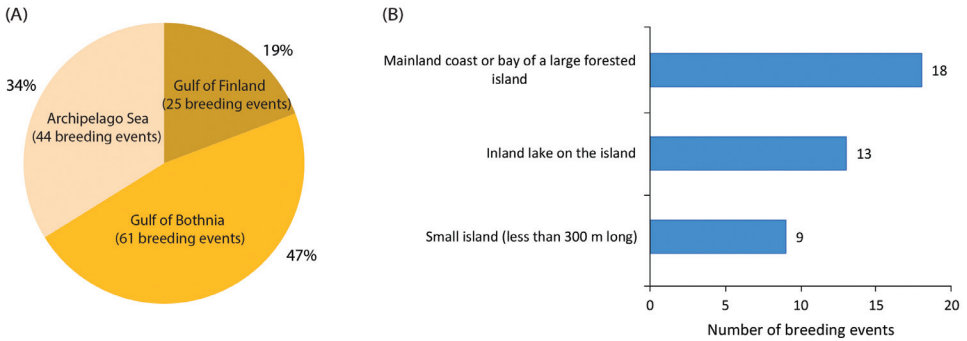 (A)
19%
Gulf of Finland
(25 breeding events)
34%
Archipelago Sea
(44 breeding events)
Gulf of Bothnia
(61 breeding events)
47%
(B)
Mainland coast or bay of a large forested
island
18
Inland lake on the island
13
Small island (less than 300 m long)
9
0 5 10 15 20
Number of breeding events